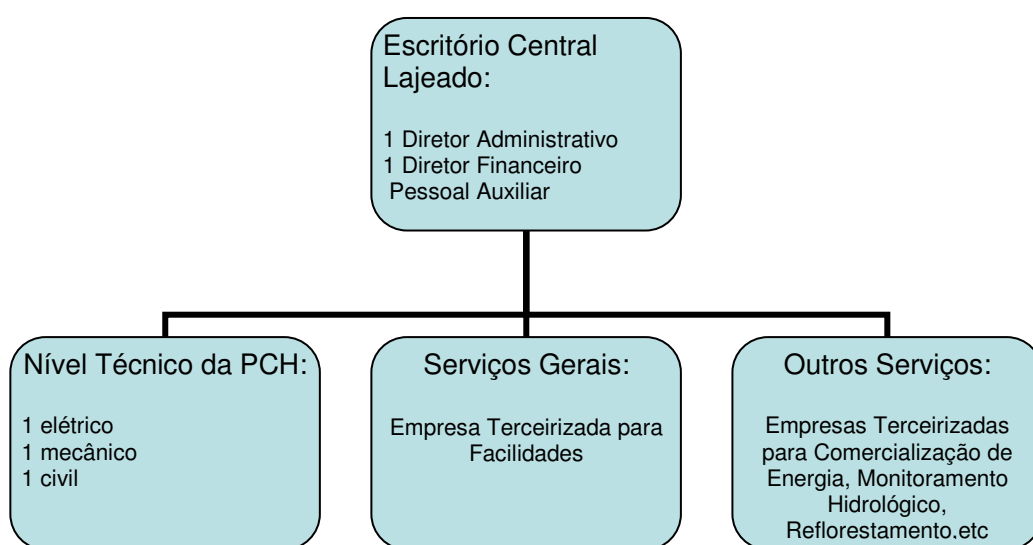 Escritório Central
Lajeado:
1 Diretor Administrativo
1 Diretor Financeiro
Pessoal Auxiliar
Nível Técnico da PCH:
1 elétrico
1 mecânico
1 civil
Serviços Gerais:
Empresa Terceirizada para
Facilidades
Outros Serviços:
Empresas Terceirizadas
para Comercialização de
Energia, Monitoramento
Hidrológico,
Reflorestamento.etc